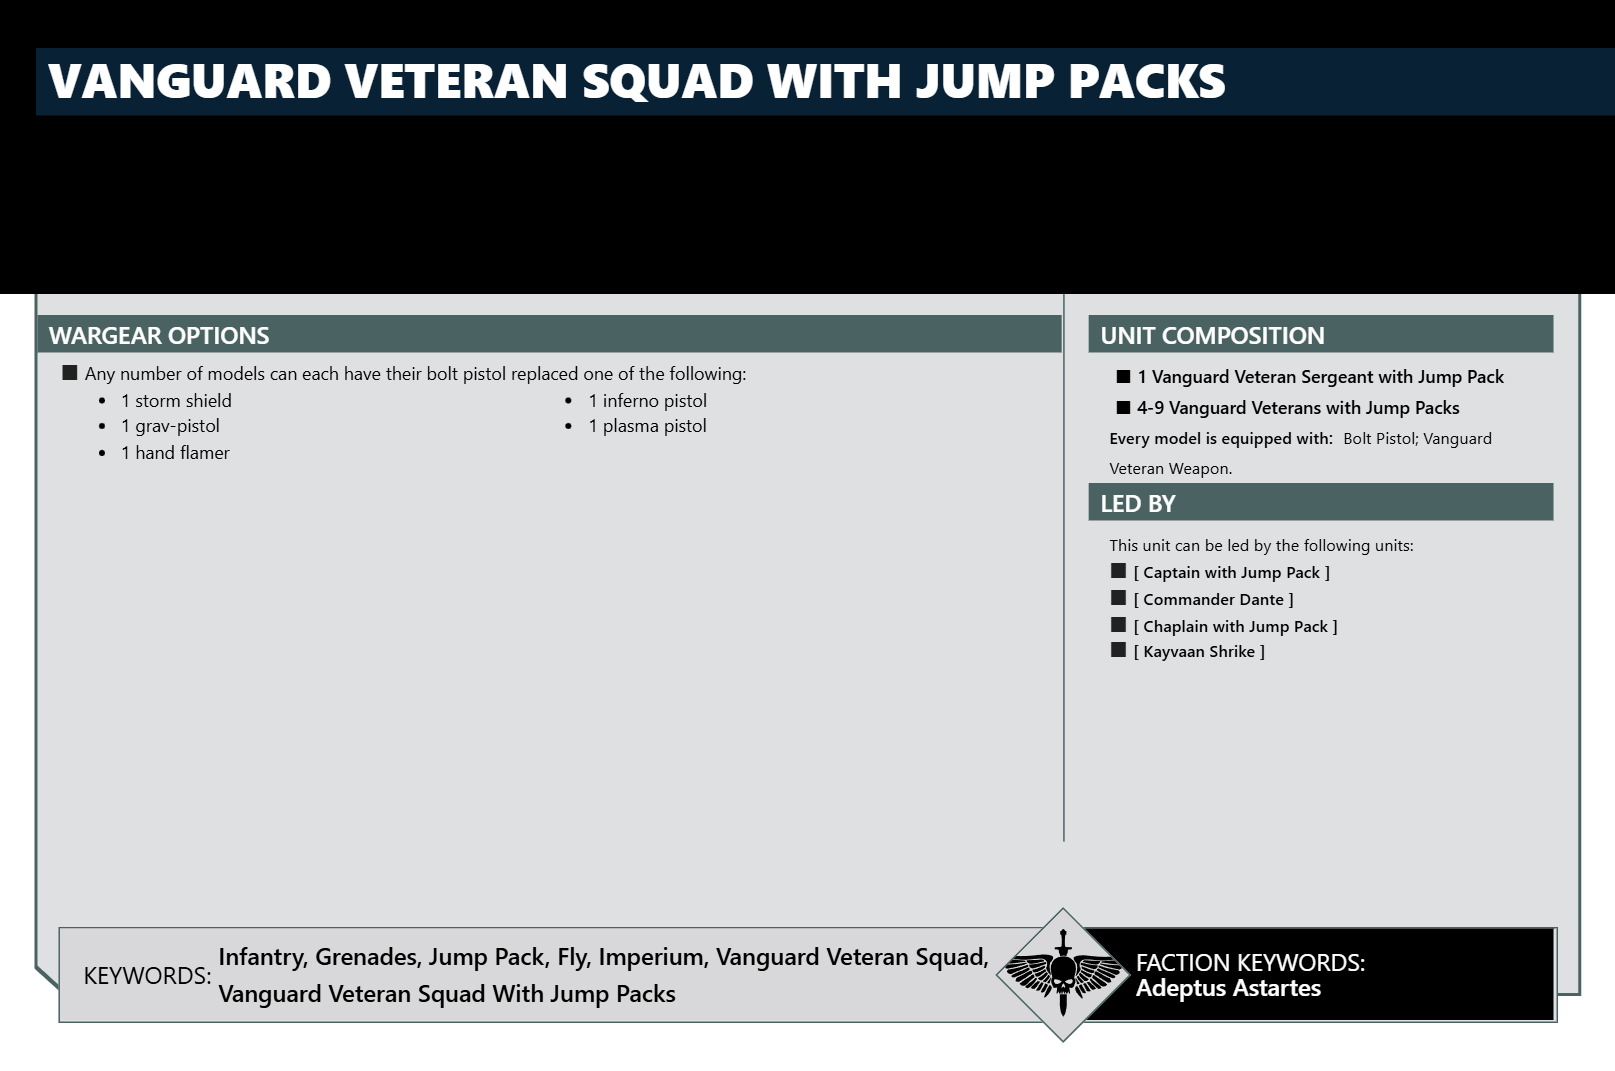 VANGUARD VETERAN SQUAD WITH JUMP PACKS
WARGEAR OPTIONS
Any number of models can each have their bolt pistol replaced one of the following:
• 1 storm shield
• 1 grav-pistol
• 1 hand flamer
• 1 inferno pistol
• 1 plasma pistol
UNIT COMPOSITION
■ 1 Vanguard Veteran Sergeant with Jump Pack
■ 4-9 Vanguard Veterans with Jump Packs
Every model is equipped with: Bolt Pistol; Vanguard
Veteran Weapon.
LED BY
This unit can be led by the following units:
■ [ Captain with Jump Pack ]
■ [ Commander Dante ]
■ [ Chaplain with Jump Pack ]
■ [ Kayvaan Shrike ]
KEYWORDS:
Infantry, Grenades, Jump Pack, Fly, Imperium, Vanguard Veteran Squad,
Vanguard Veteran Squad With Jump Packs
FACTION KEYWORDS:
Adeptus Astartes